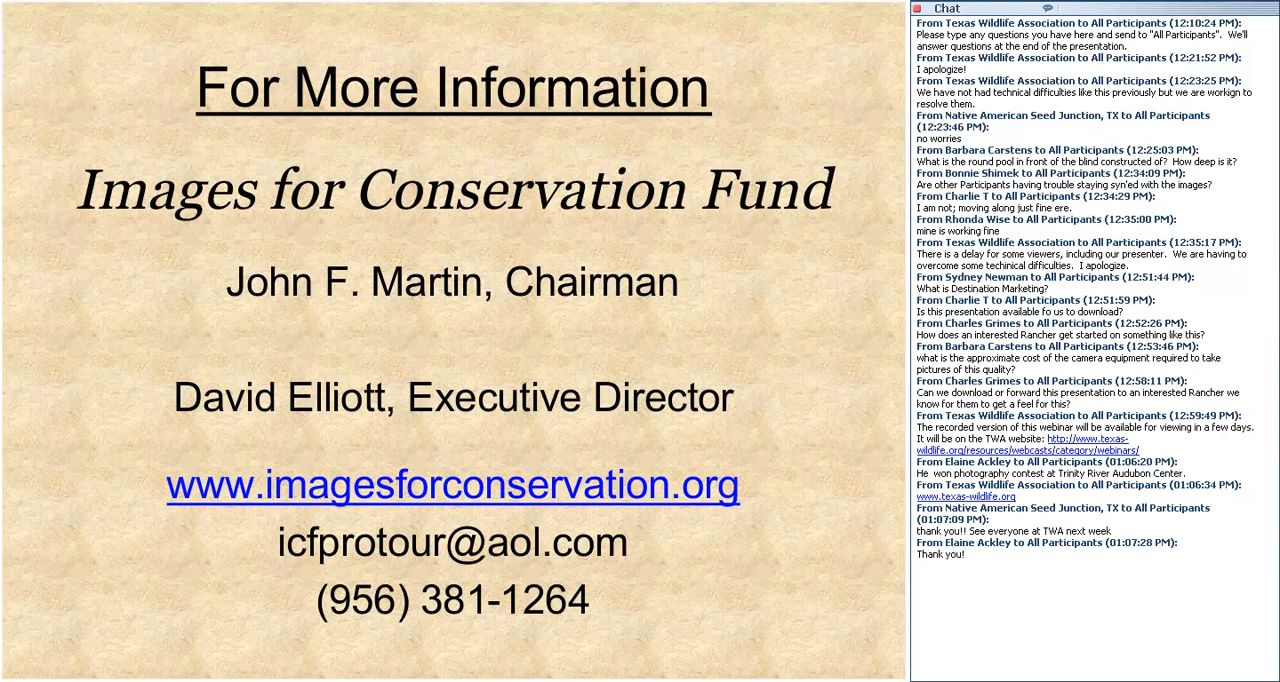 For More Information
Images for Conservation Fund
John F. Martin, Chairman
David Elliott, Executive Director
www.imagesforconservation.org
icfprotour@aol.com
(956) 381-1264
Chat
From Texas Wildlife Association to All Participants (12:10:24 PM):
Please type any questions you have here and send to "All Participants". We'll
answer questions at the end of the presentation.
From Texas Wildlife Association to All Participants (12:21:52 PM):
I apologize!
From Texas Wildlife Association to All Participants (12:23:25 PM):
We have not had technical difficulties like this previously but we are workign to
resolve them.
From Native American Seed Junction, TX to All Participants
(12:23:46 PM):
no worries
From Barbara Carstens to All Participants (12:25:03 PM):
What is the round pool in front of the blind constructed of? How deep is it?
From Bonnie Shimek to All Participants (12:34:09 PM):
Are other Participants having trouble staying syn'ed with the images?
From Charlie T to All Participants (12:34:29 PM):
I am not; moving along just fine ere.
From Rhonda Wise to All Participants (12:35:00 PM):
mine is working fine
From Texas Wildlife Association to All Participants (12:35:17 PM):
There is a delay for some viewers, including our presenter. We are having to
overcome some techinical difficulties. I apologize.
From Sydney Newman to All Participants (12:51:44 PM):
What is Destination Marketing?
From Charlie T to All Participants (12:51:59 PM):
Is this presentation available fo us to download?
From Charles Grimes to All Participants (12:52:26 PM):
How does an interested Rancher get started on something like this?
From Barbara Carstens to All Participants (12:53:46 PM):
what is the approximate cost of the camera equipment required to take
pictures of this quality?
From Charles Grimes to All Participants (12:58:11 PM):
Can we download or forward this presentation to an interested Rancher we
know for them to get a feel for this?
From Texas Wildlife Association to All Participants (12:59:49 PM):
The recorded version of this webinar will be available for viewing in a few days.
It will be on the TWA website: http://www.texas-
wildlife.org/resources/webcasts/category/webinars/
From Elaine Ackley to All Participants (01:06:20 PM):
He won photography contest at Trinity River Audubon Center.
From Texas Wildlife Association to All Participants (01:06:34 PM):
www.texas-wildlife.org
From Native American Seed Junction, TX to All Participants
(01:07:09 PM):
thank you!! See everyone at TWA next week
From Elaine Ackley to All Participants (01:07:28 PM):
Thank you!